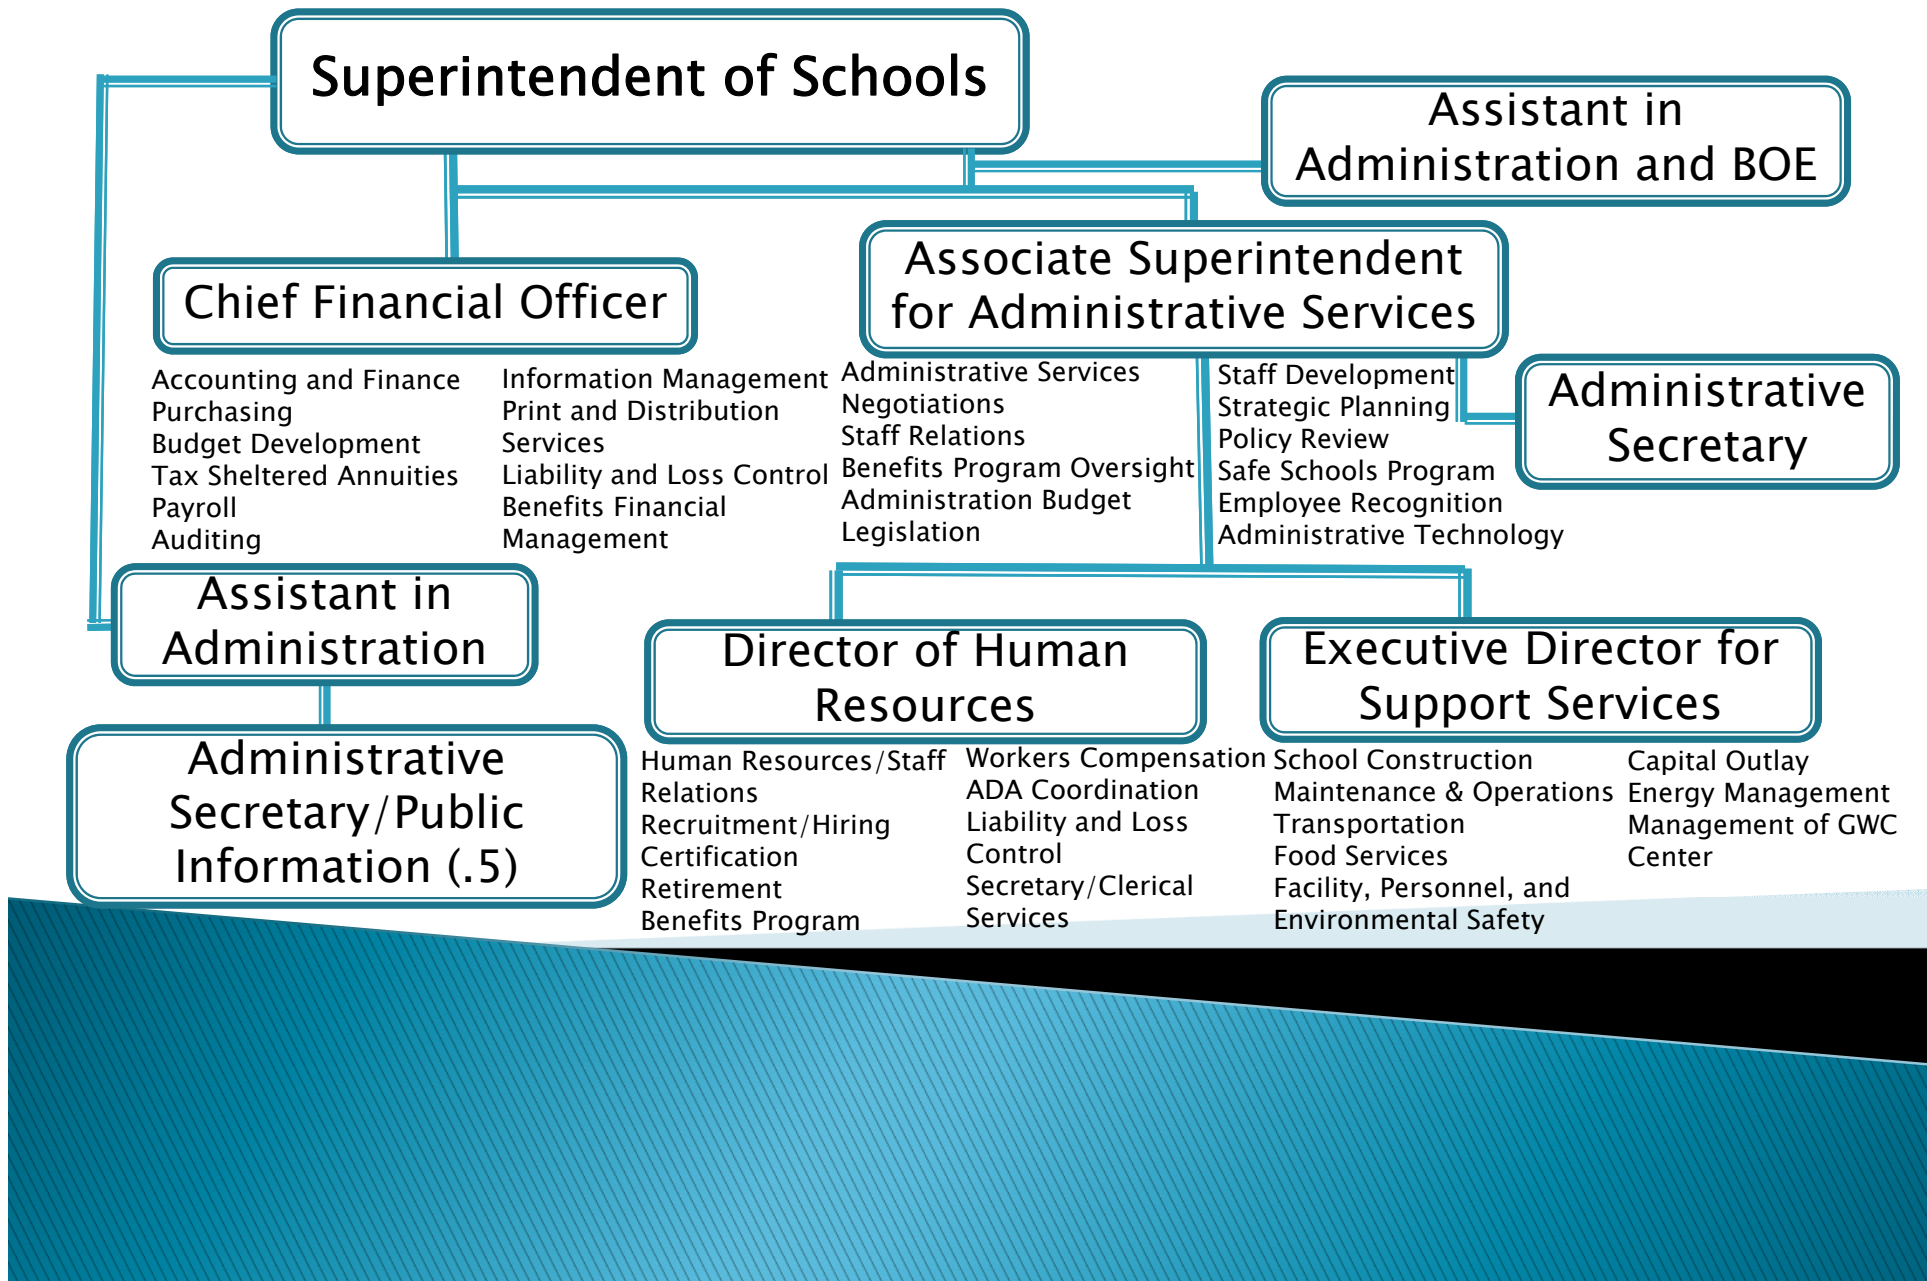 Superintendent of Schools
Assistant in
Administration and BOE
Chief Financial Officer
Accounting and Finance
Purchasing
Budget Development
Tax Sheltered Annuities
Payroll
Auditing
Information Management
Print and Distribution
Services
Liability and Loss Control
Benefits Financial
Management
Associate Superintendent
for Administrative Services
Administrative Services
Negotiations
Staff Relations
Benefits Program Oversight
Administration Budget
Legislation
Staff Development
Strategic Planning
Policy Review
Safe Schools Program
Employee Recognition
Administrative Technology
Administrative
Secretary
Assistant in
Administration
Administrative
Secretary/Public
Information (.5)
Director of Human
Resources
Human Resources/Staff
Relations
Recruitment/Hiring
Certification
Retirement
Benefits Program
Workers Compensation
ADA Coordination
Liability and Loss
Control
Secretary/Clerical
Services
Executive Director for
Support Services
School Construction
Maintenance & Operations
Transportation
Food Services
Facility, Personnel, and
Environmental Safety
Capital Outlay
Energy Management
Management of GWC
Center